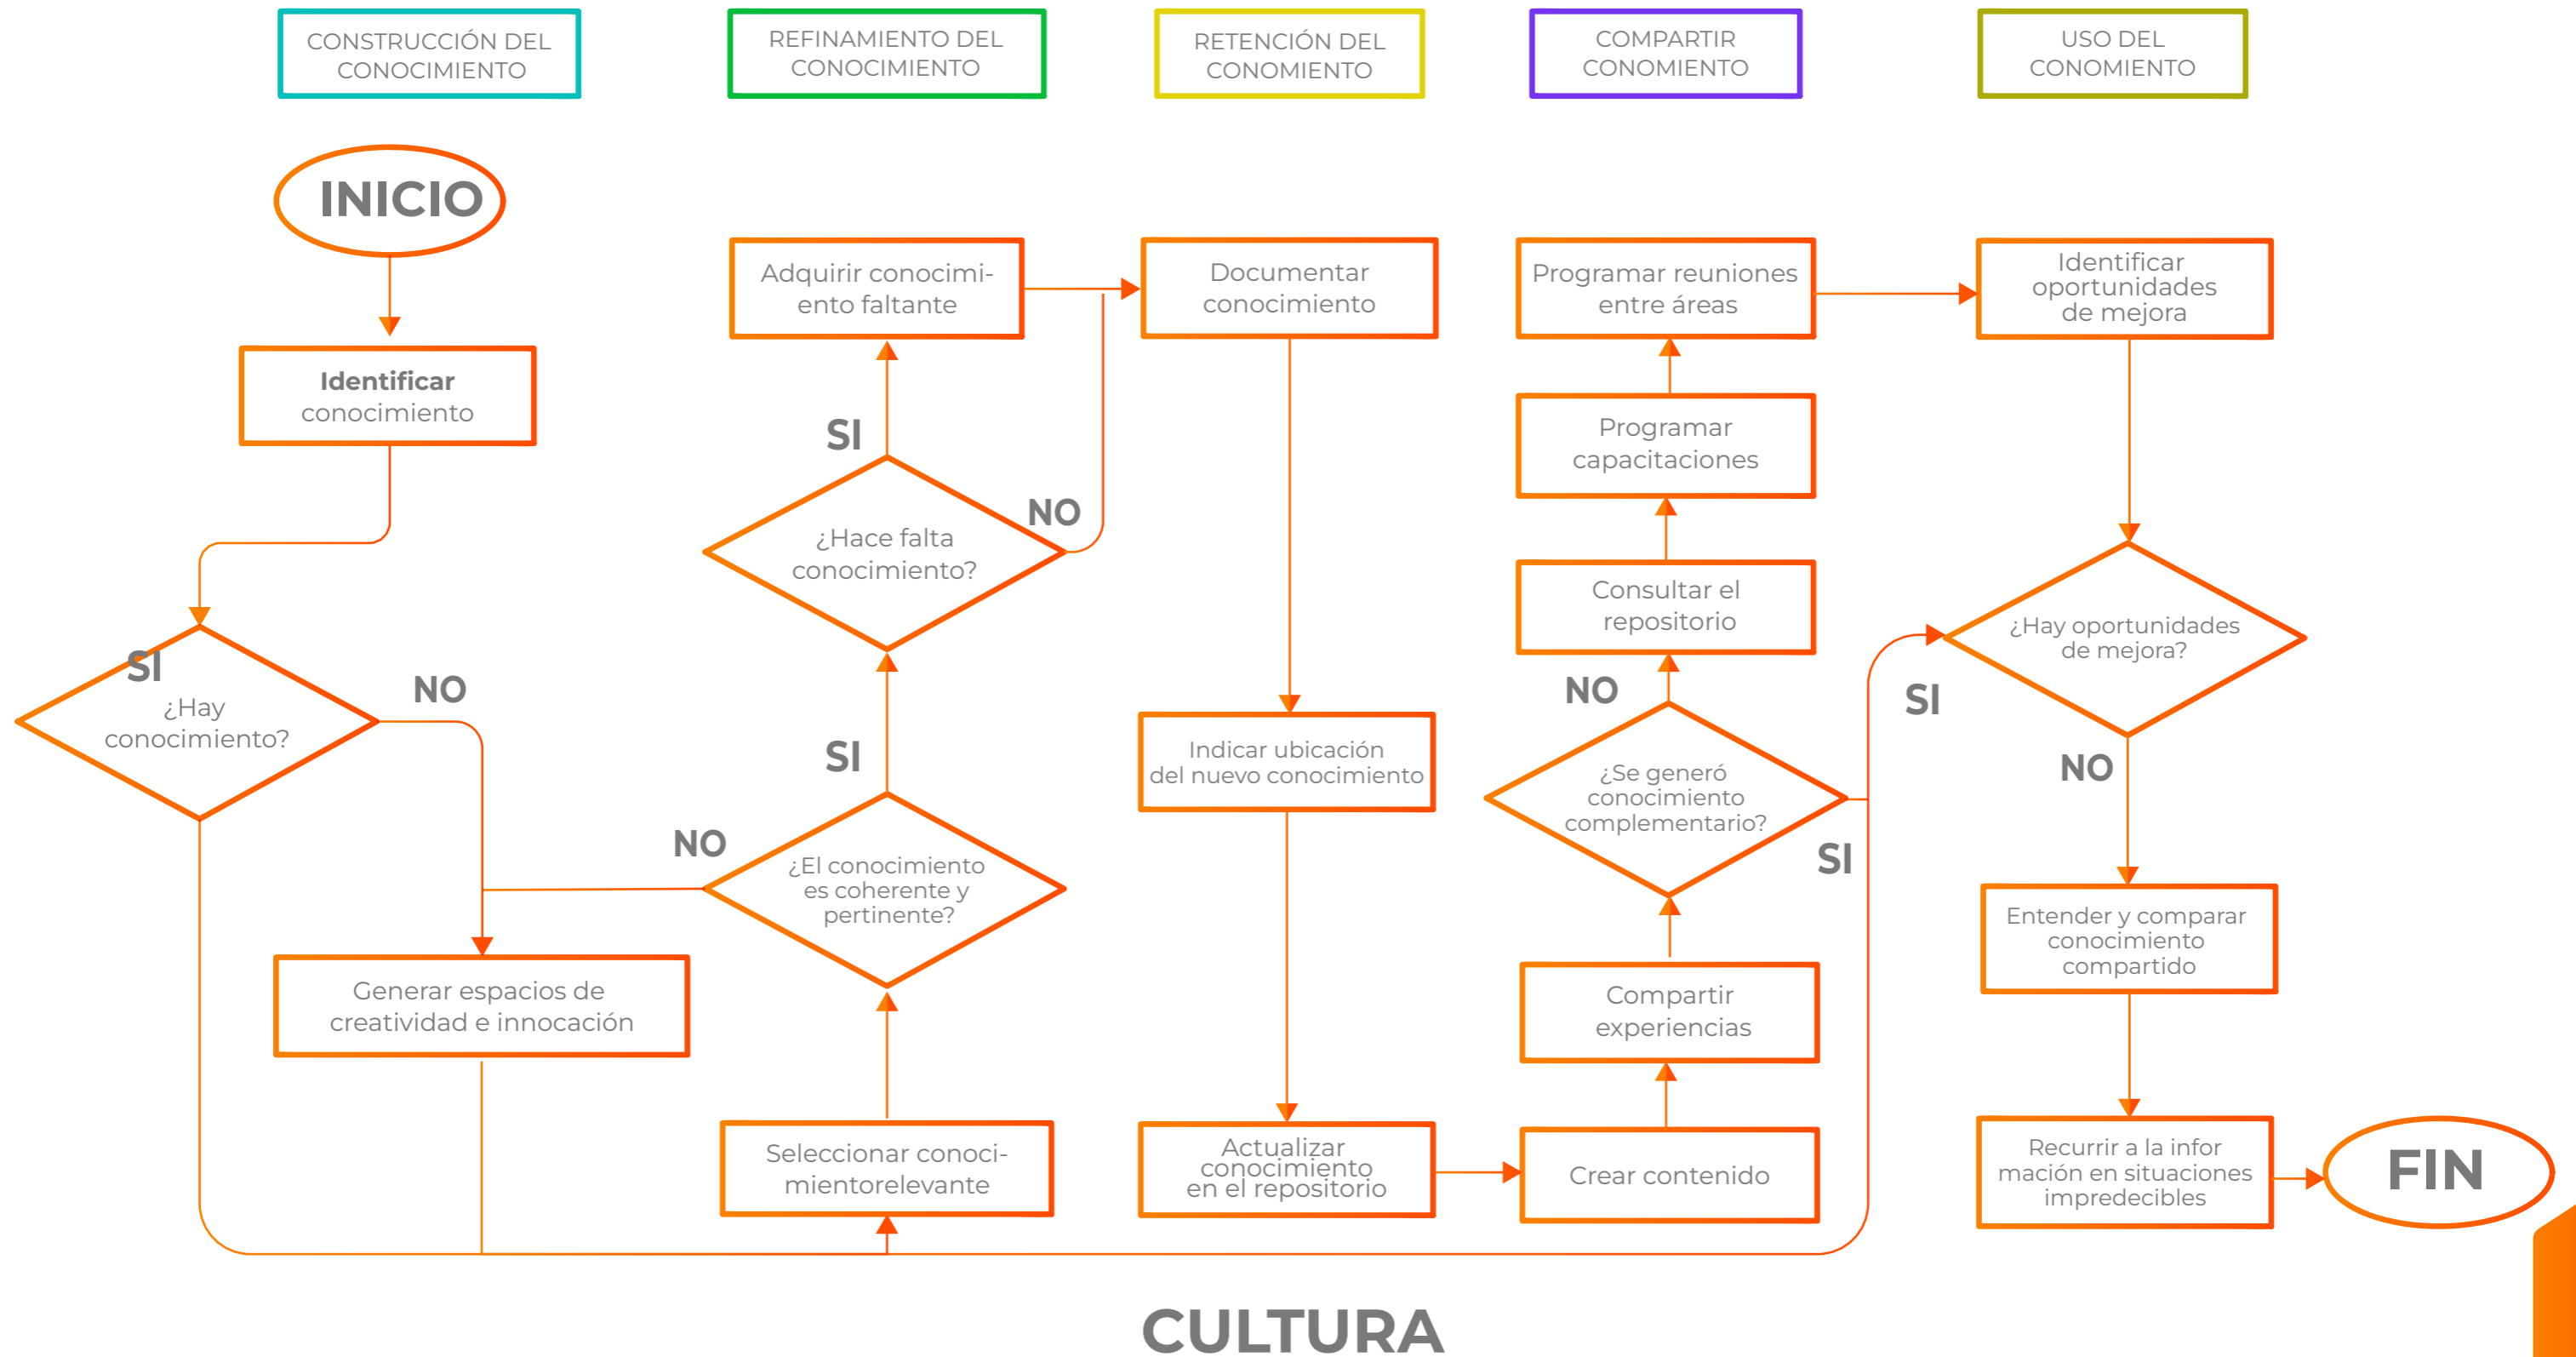 CONSTRUCCIÓN DEL
CONOCIMIENTO
REFINAMIENTO DEL
CONOCIMIENTO
RETENCIÓN DEL
CONOMIENTO
COMPARTIR
CONOMIENTO
USO DEL
CONOMIENTO
INICIO
Identificar
conocimiento
SI
¿Hay
conocimiento?
NO
Generar espacios de
creatividad e innocación
Adquirir conocimi-
ento faltante
SI
NO
¿Hace falta
conocimiento?
SI
NO
¿El conocimiento
es coherente y
pertinente?
Seleccionar conoci-
mientorelevante
Documentar
conocimiento
Indicar ubicación
del nuevo conocimiento
Actualizar
conocimiento
en el repositorio
Programar reuniones
entre áreas
Programar
capacitaciones
Consultar el
repositorio
NO
¿Se generó
conocimiento
complementario?
SI
Compartir
experiencias
Crear contenido
Identificar
oportunidades
de mejora
¿Hay oportunidades
de mejora?
SI
NO
Entender y comparar
conocimiento
compartido
Recurrir a la infor
mación en situaciones
impredecibles
FIN
CULTURA